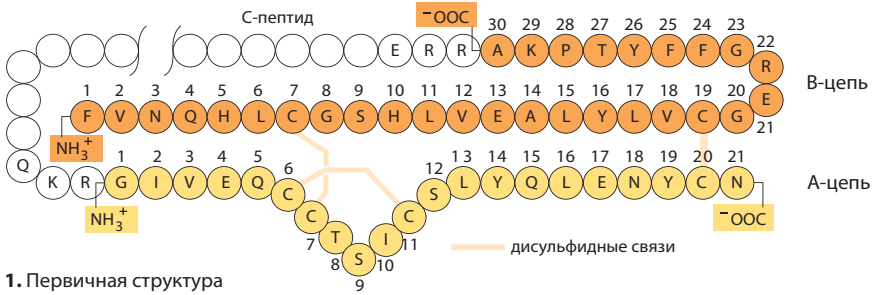 С-пептид
⁻OOC
30 29 28 27 26 25 24 23
E R R A K P T Y F F G
22
R
В-цепь
1 2 3 4 5 6 7 8 9 10 11 12 13 14 15 16 17 18 19 20
F V N Q H L C G S H L V E A L Y L V C G
E
21
NH₃⁺
Q
1 2 3 4 5 6 12 13 14 15 16 17 18 19 20 21
K R G I V E Q C S L Y Q L E N Y C N
А-цепь
NH₃⁺
C T S I C
7 8 9 10 11
⁻OOC
дисульфидные связи
1. Первичная структура